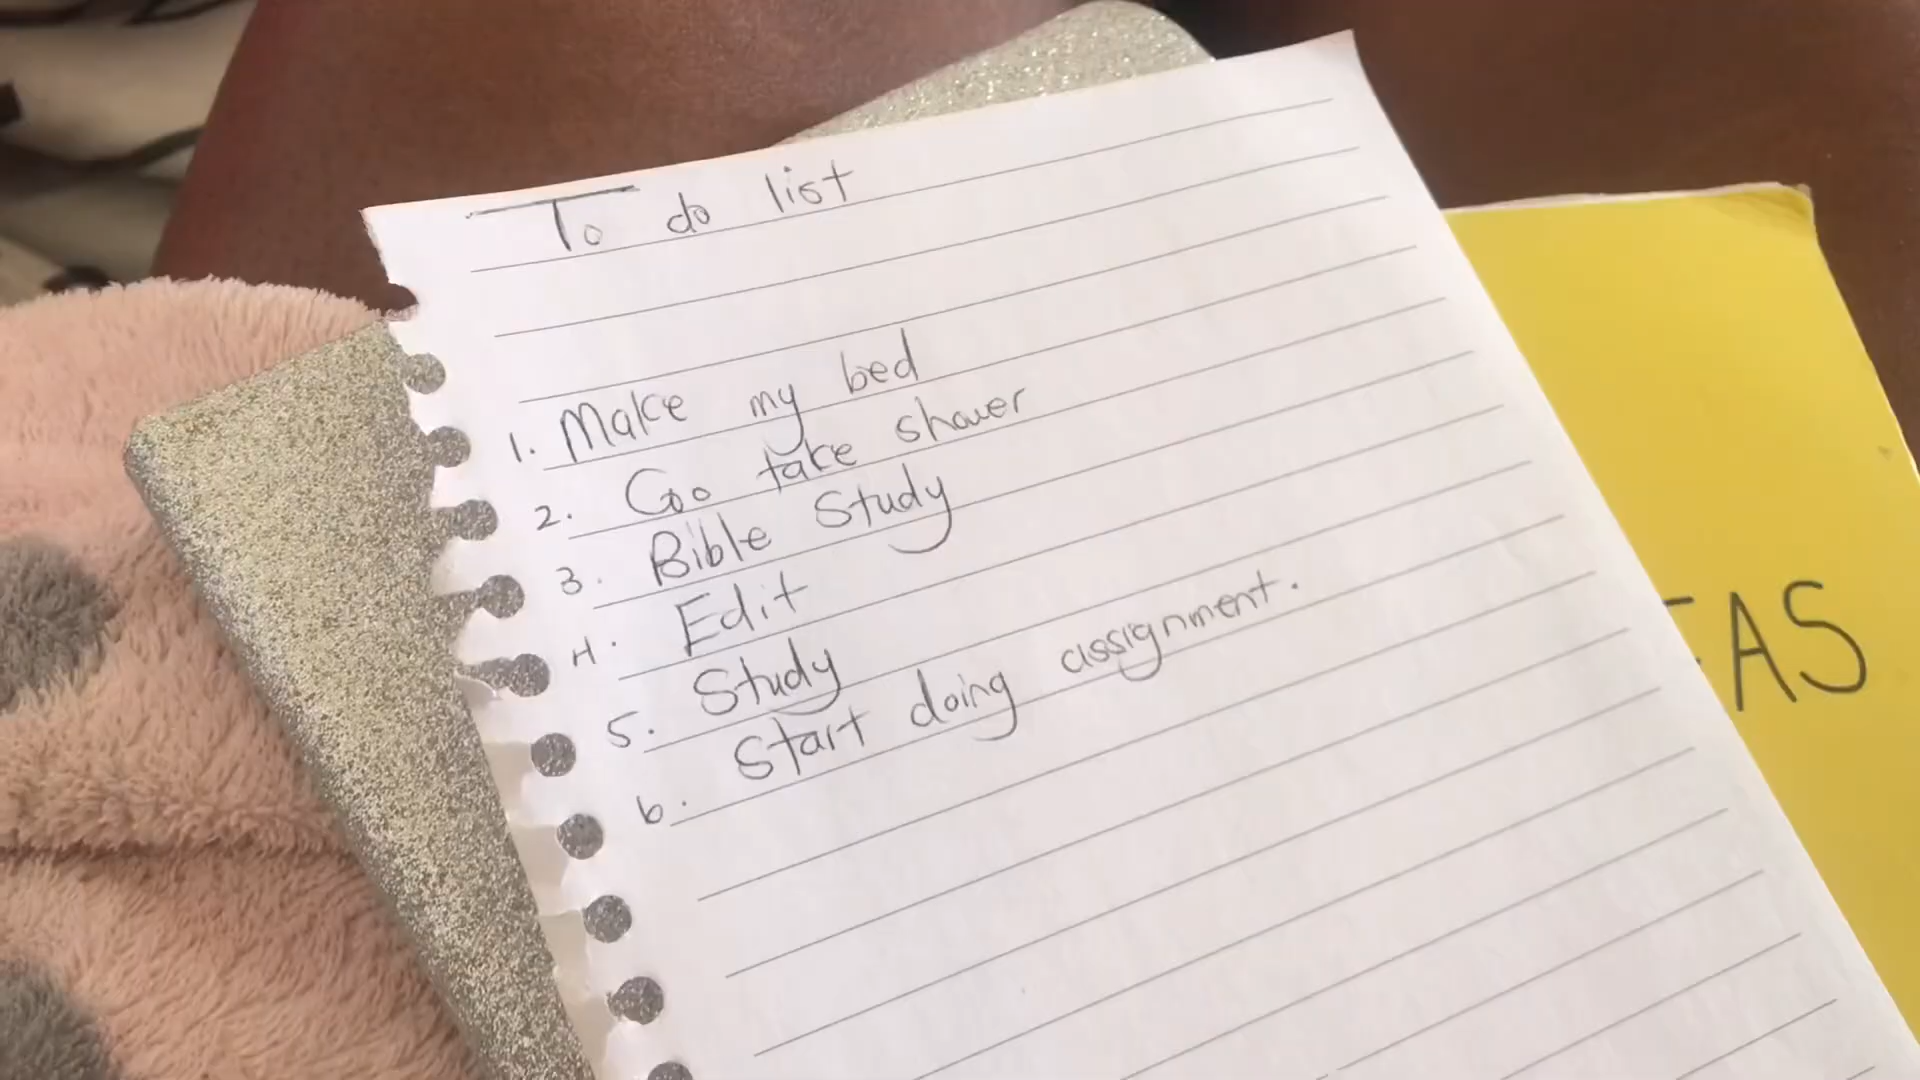 To do list
1. Make my bed
2. Go take shower
3. Bible Study
4. Edit
5. Study
6. Start doing assignment.
EAS